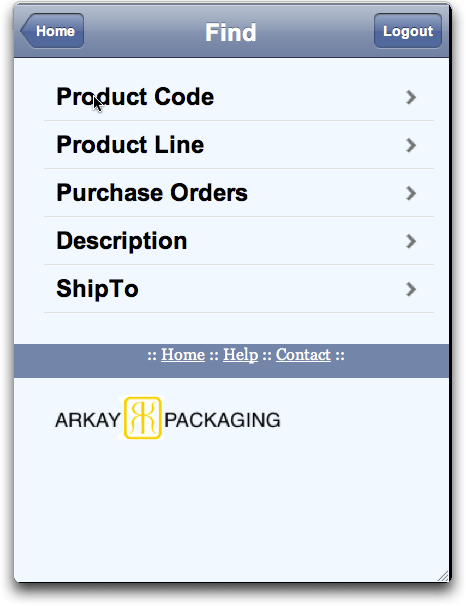 Home Find Logout
Product Code
Product Line
Purchase Orders
Description
ShipTo
:: Home :: Help :: Contact ::
ARKAY PACKAGING